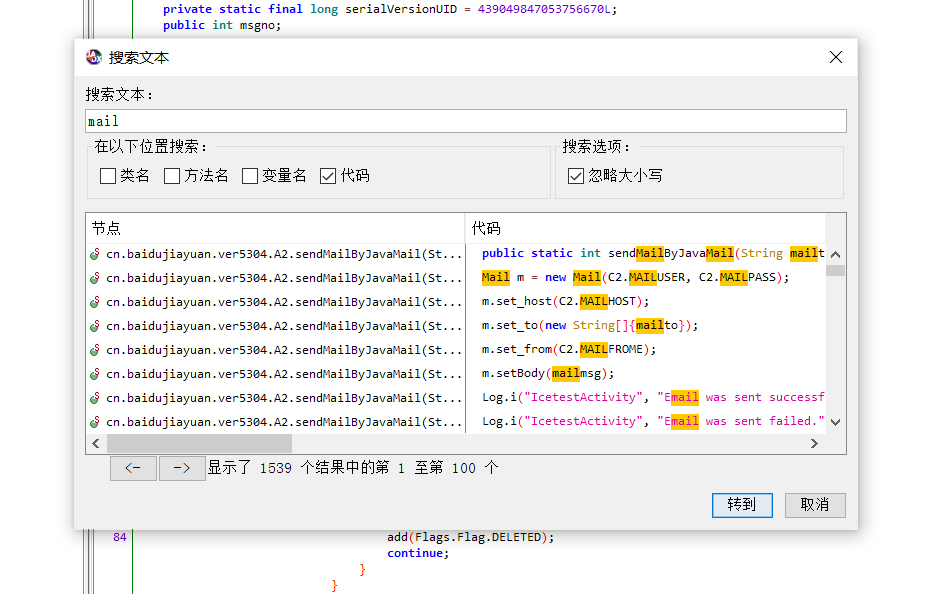 private static final long serialVersionUID = 439049847053756670L;
public int msgno;
搜索文本
搜索文本：
mail
在以下位置搜索：
类名 方法名 变量名 代码
搜索选项：
忽略大小写
节点 代码
cn.baidujiayuan.ver5304.A2.sendMailByJavaMail(St... public static int sendMailByJavaMail(String mailt
cn.baidujiayuan.ver5304.A2.sendMailByJavaMail(St... Mail m = new Mail(C2.MAILUSER, C2.MAILPASS);
cn.baidujiayuan.ver5304.A2.sendMailByJavaMail(St... m.set_host(C2.MAILHOST);
cn.baidujiayuan.ver5304.A2.sendMailByJavaMail(St... m.set_to(new String[]{mailto});
cn.baidujiayuan.ver5304.A2.sendMailByJavaMail(St... m.set_from(C2.MAILFROME);
cn.baidujiayuan.ver5304.A2.sendMailByJavaMail(St... m.setBody(mailmsg);
cn.baidujiayuan.ver5304.A2.sendMailByJavaMail(St... Log.i("IcetestActivity", "Email was sent successf
cn.baidujiayuan.ver5304.A2.sendMailByJavaMail(St... Log.i("IcetestActivity", "Email was sent failed."
<- -> 显示了 1539 个结果中的第 1 至第 100 个
转到 取消
84 add(Flags.Flag.DELETED);
continue;
}
}